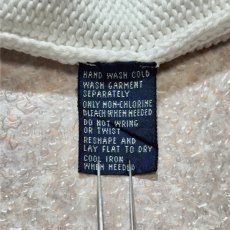 HAND WASH COLD
WASH GARMENT
SEPARATELY
ONLY NON-CHLORINE
BLEACH WHEN NEEDED
DO NOT WRING
OR TWIST
RESHAPE AND
LAY FLAT TO DRY
COOL IRON
WHEN NEEDED